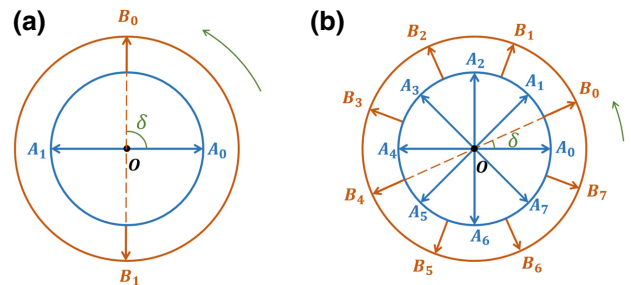 (a)
B₀
δ
A₁
A₀
O
B₁
(b)
B₂
B₁
A₂
B₃
A₃
A₁
B₀
A₄
δ
A₀
O
B₄
A₅
A₇
B₇
A₆
B₅
B₆